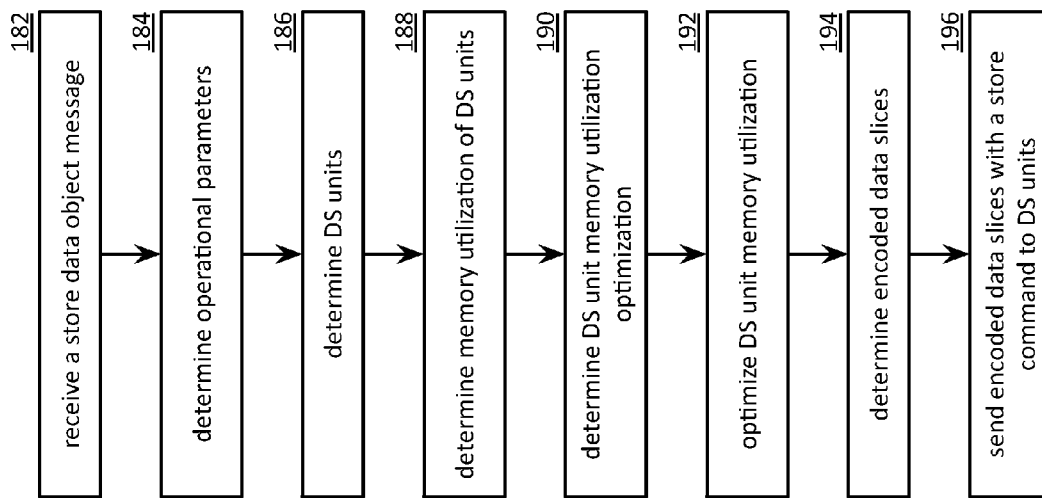 182
receive a store data object message
184
determine operational parameters
186
determine DS units
188
determine memory utilization of DS units
190
determine DS unit memory utilization
optimization
192
optimize DS unit memory utilization
194
determine encoded data slices
196
send encoded data slices with a store
command to DS units